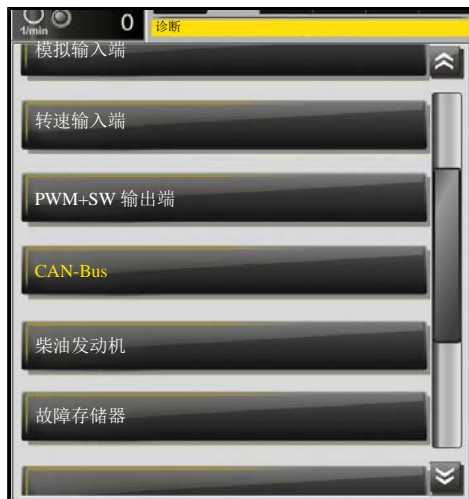 1/min
0
诊断
模拟输入端
转速输入端
PWM+SW 输出端
CAN-Bus
柴油发动机
故障存储器